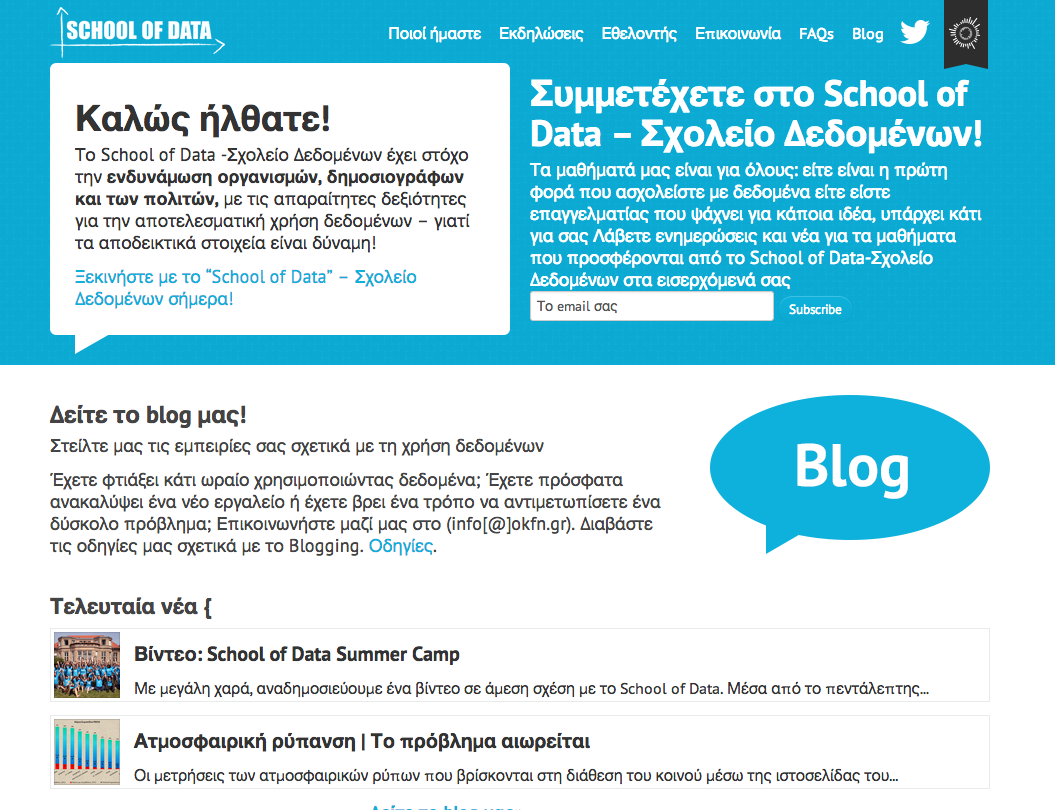 SCHOOL OF DATA
Ποιοί ήμαστε Εκδηλώσεις Εθελοντής Επικοινωνία FAQs Blog
Καλώς ήλθατε!
Το School of Data -Σχολείο Δεδομένων έχει στόχο
την ενδυνάμωση οργανισμών, δημοσιογράφων
και των πολιτών, με τις απαραίτητες δεξιότητες
για την αποτελεσματική χρήση δεδομένων – γιατί
τα αποδεικτικά στοιχεία είναι δύναμη!
Ξεκινήστε με το “School of Data” – Σχολείο
Δεδομένων σήμερα!
Συμμετέχετε στο School of
Data – Σχολείο Δεδομένων!
Τα μαθήματά μας είναι για όλους: είτε είναι η πρώτη
φορά που ασχολείστε με δεδομένα είτε είστε
επαγγελματίας που ψάχνει για κάποια ιδέα, υπάρχει κάτι
για σας Λάβετε ενημερώσεις και νέα για τα μαθήματα
που προσφέρονται από το School of Data-Σχολείο
Δεδομένων στα εισερχόμενά σας
Το email σας
Subscribe
Δείτε το blog μας!
Στείλτε μας τις εμπειρίες σας σχετικά με τη χρήση δεδομένων
Έχετε φτιάξει κάτι ωραίο χρησιμοποιώντας δεδομένα; Έχετε πρόσφατα
ανακαλύψει ένα νέο εργαλείο ή έχετε βρει ένα τρόπο να αντιμετωπίσετε ένα
δύσκολο πρόβλημα; Επικοινωνήστε μαζί μας στο (info[@]okfn.gr). Διαβάστε
τις οδηγίες μας σχετικά με το Blogging. Οδηγίες.
Blog
Τελευταία νέα {
Βίντεο: School of Data Summer Camp
Με μεγάλη χαρά, αναδημοσιεύουμε ένα βίντεο σε άμεση σχέση με το School of Data. Μέσα από το πεντάλεπτης...
Ατμοσφαιρική ρύπανση | Το πρόβλημα αιωρείται
Οι μετρήσεις των ατμοσφαιρικών ρύπων που βρίσκονται στη διάθεση του κοινού μέσω της ιστοσελίδας του...